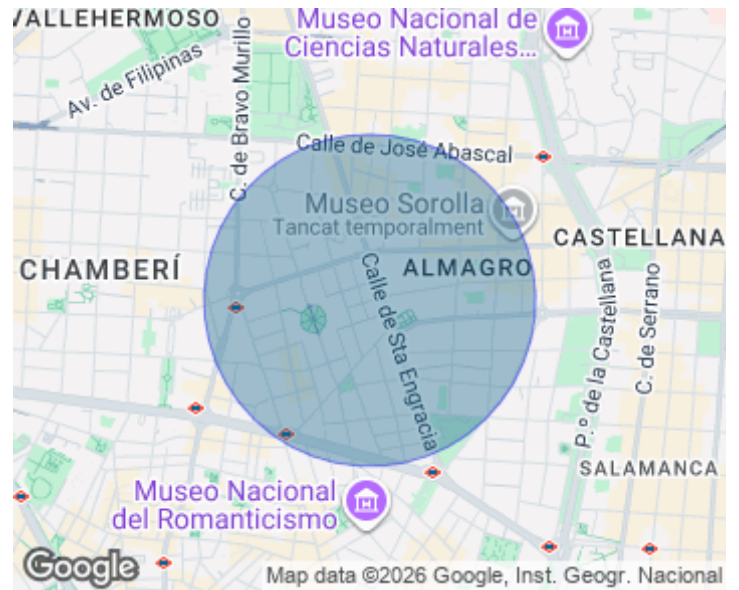 VALLEHERMOSO
Museo Nacional de
Ciencias Naturales...
Av. de Filipinas
C. de Bravo Murillo
Calle de José Abascal
Museo Sorolla
Tancat temporalment
CASTELLANA
CHAMBERÍ
ALMAGRO
Calle de Sta Engracia
P.º de la Castellana
C. de Serrano
SALAMANCA
Museo Nacional
del Romanticismo
Google
Map data ©2026 Google, Inst. Geogr. Nacional